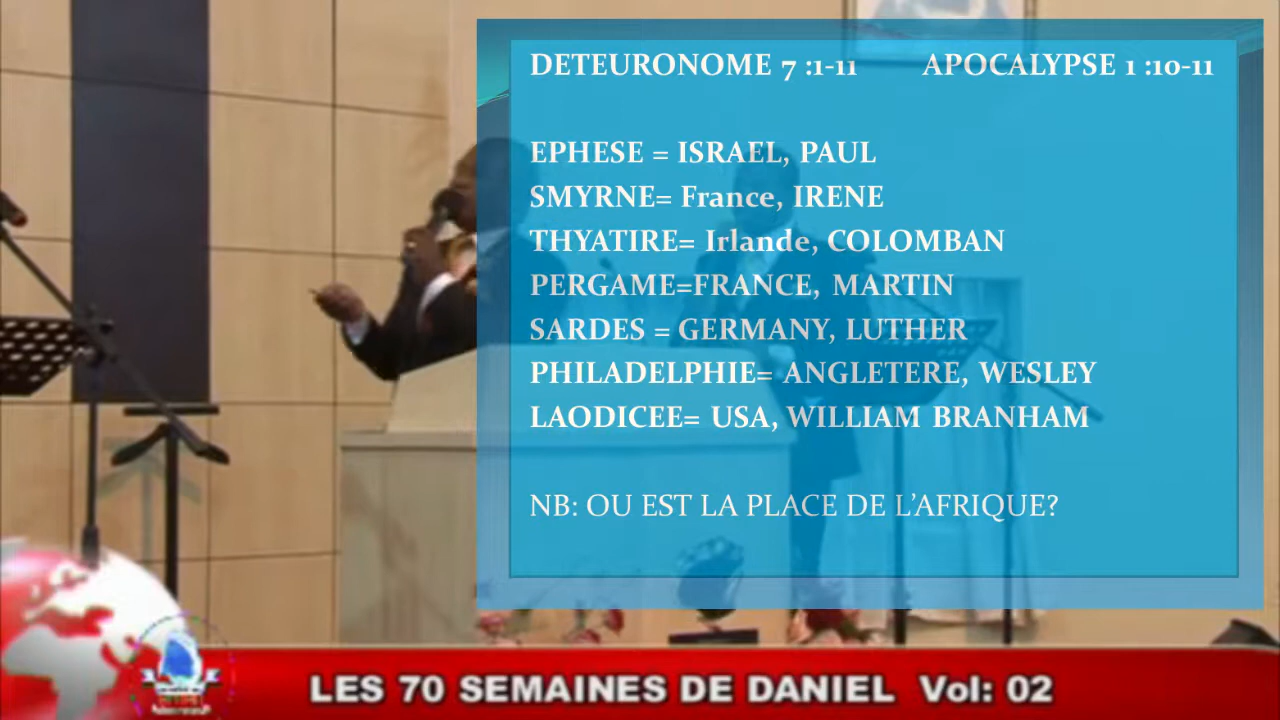 DETEURONOME 7 :1-11 APOCALYPSE 1 :10-11
EPHESE = ISRAEL, PAUL
SMYRNE= France, IRENE
THYATIRE= Irlande, COLOMBAN
PERGAME=FRANCE, MARTIN
SARDES = GERMANY, LUTHER
PHILADELPHIE= ANGLETERE, WESLEY
LAODICEE= USA, WILLIAM BRANHAM
NB: OU EST LA PLACE DE L’AFRIQUE?
LES 70 SEMAINES DE DANIEL Vol: 02